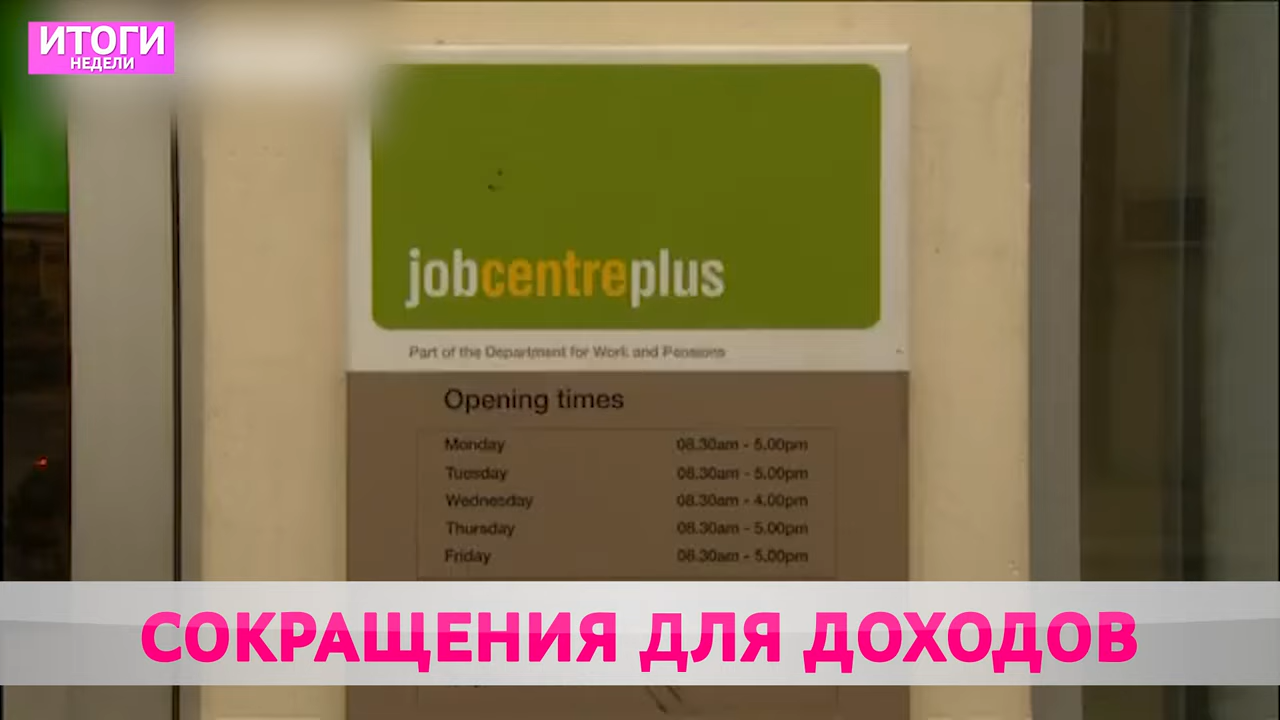 ИТОГИ
НЕДЕЛИ
jobcentreplus
Part of the Department for Work and Pensions
Opening times
Monday 08.30am - 5.00pm
Tuesday 08.30am - 5.00pm
Wednesday 08.30am - 4.00pm
Thursday 08.30am - 5.00pm
Friday 08.30am - 5.00pm
СОКРАЩЕНИЯ ДЛЯ ДОХОДОВ